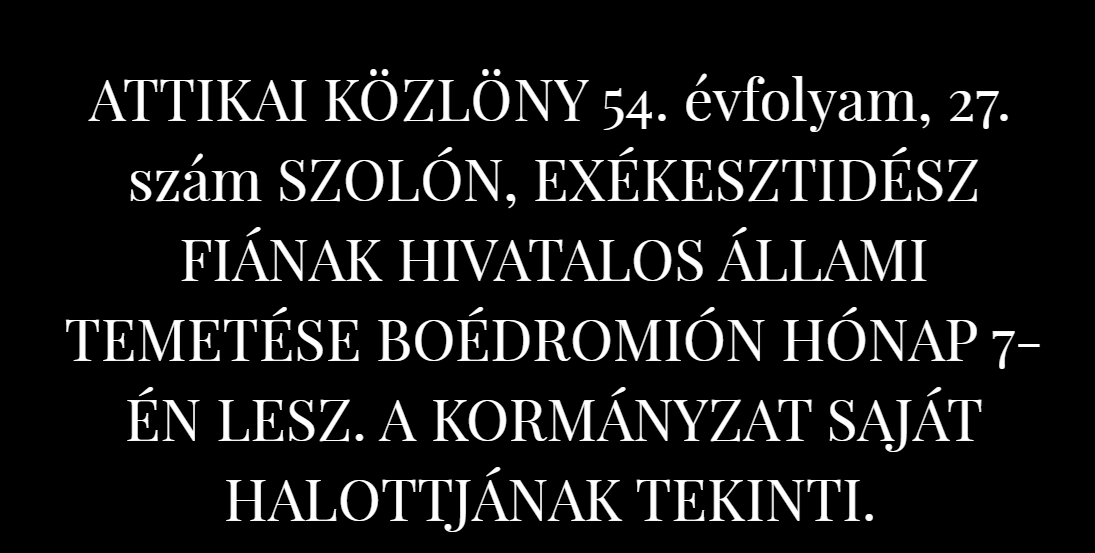 ATTIKAI KÖZLÖNY 54. évfolyam, 27.
szám SZOLÓN, EXÉKESZTIDÉSZ
FIÁNAK HIVATALOS ÁLLAMI
TEMETÉSE BOÉDROMIÓN HÓNAP 7-
ÉN LESZ. A KORMÁNYZAT SAJÁT
HALOTTJÁNAK TEKINTI.